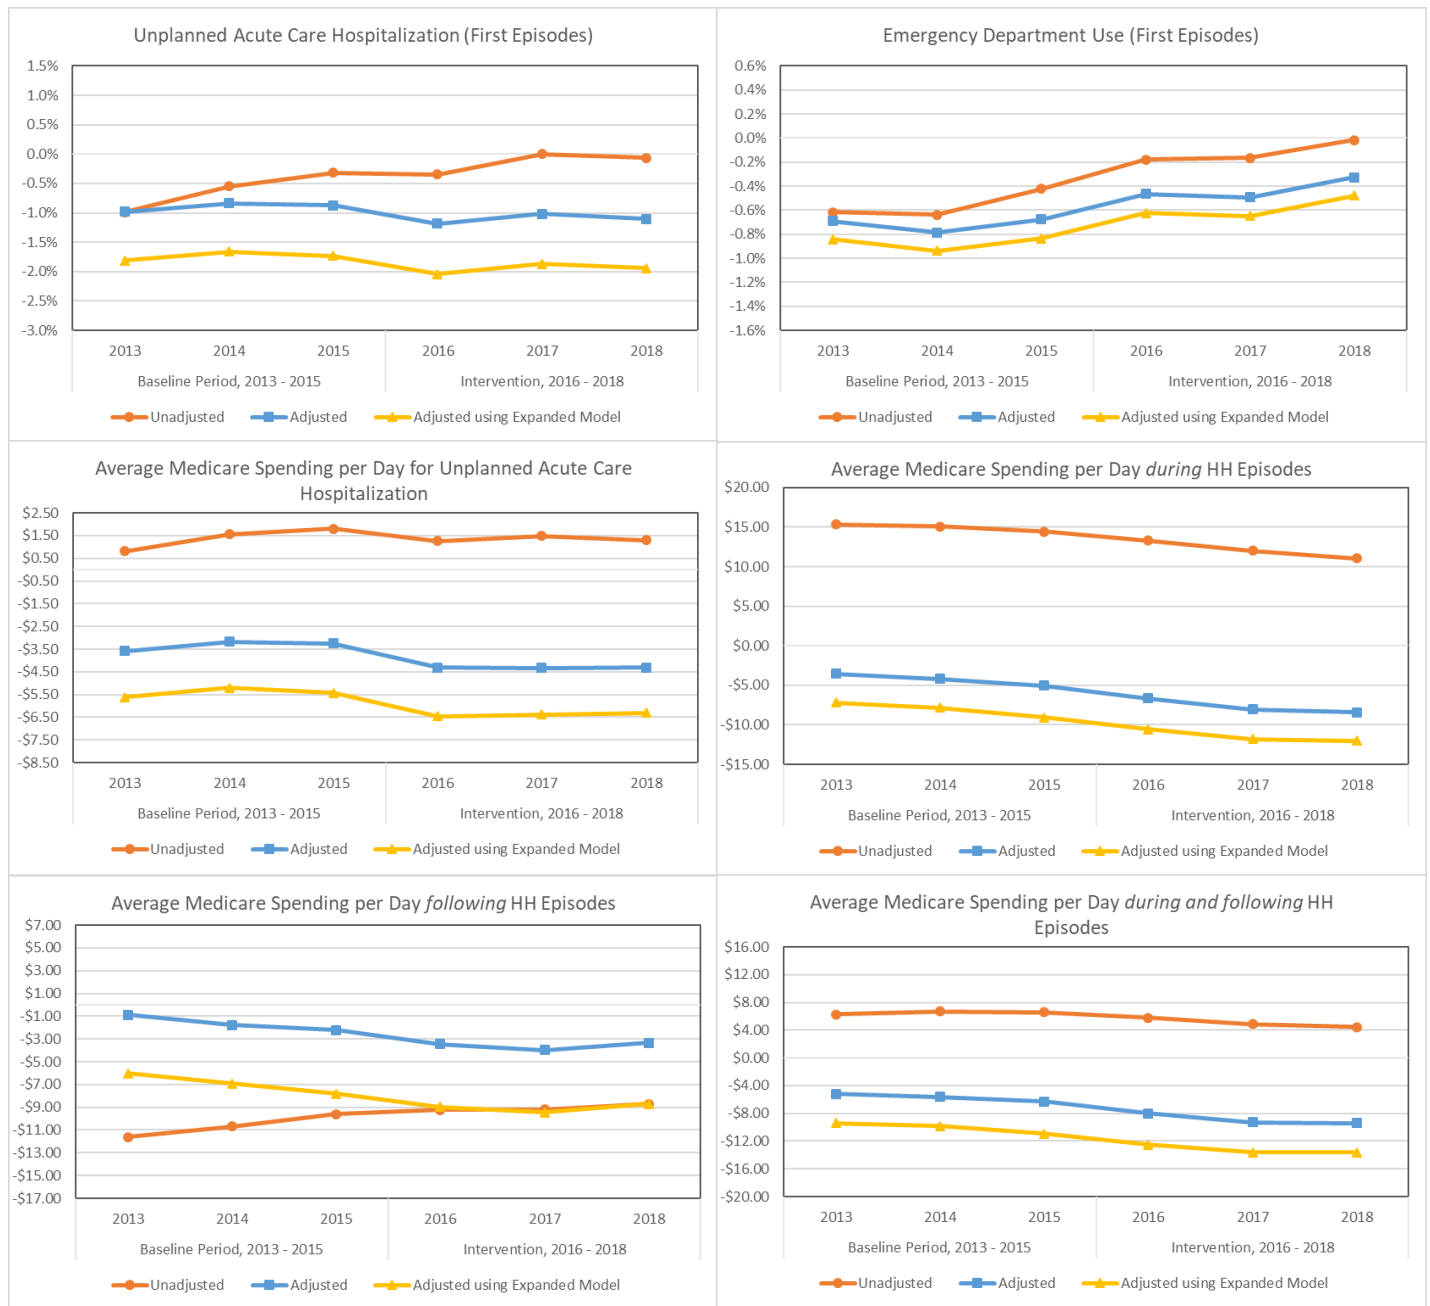 Unplanned Acute Care Hospitalization (First Episodes)
1.5%
1.0%
0.5%
0.0%
-0.5%
-1.0%
-1.5%
-2.0%
-2.5%
-3.0%
2013 2014 2015 2016 2017 2018
Baseline Period, 2013 - 2015 Intervention, 2016 - 2018
Unadjusted Adjusted Adjusted using Expanded Model
Emergency Department Use (First Episodes)
0.6%
0.4%
0.2%
0.0%
-0.2%
-0.4%
-0.6%
-0.8%
-1.0%
-1.2%
-1.4%
-1.6%
2013 2014 2015 2016 2017 2018
Baseline Period, 2013 - 2015 Intervention, 2016 - 2018
Unadjusted Adjusted Adjusted using Expanded Model
Average Medicare Spending per Day for Unplanned Acute Care
Hospitalization
$2.50
$1.50
$0.50
-$0.50
-$1.50
-$2.50
-$3.50
-$4.50
-$5.50
-$6.50
-$7.50
-$8.50
2013 2014 2015 2016 2017 2018
Baseline Period, 2013 - 2015 Intervention, 2016 - 2018
Unadjusted Adjusted Adjusted using Expanded Model
Average Medicare Spending per Day during HH Episodes
$20.00
$15.00
$10.00
$5.00
$0.00
-$5.00
-$10.00
-$15.00
2013 2014 2015 2016 2017 2018
Baseline Period, 2013 - 2015 Intervention, 2016 - 2018
Unadjusted Adjusted Adjusted using Expanded Model
Average Medicare Spending per Day following HH Episodes
$7.00
$5.00
$3.00
$1.00
-$1.00
-$3.00
-$5.00
-$7.00
-$9.00
-$11.00
-$13.00
-$15.00
-$17.00
2013 2014 2015 2016 2017 2018
Baseline Period, 2013 - 2015 Intervention, 2016 - 2018
Unadjusted Adjusted Adjusted using Expanded Model
Average Medicare Spending per Day during and following HH
Episodes
$16.00
$12.00
$8.00
$4.00
$0.00
-$4.00
-$8.00
-$12.00
-$16.00
-$20.00
2013 2014 2015 2016 2017 2018
Baseline Period, 2013 - 2015 Intervention, 2016 - 2018
Unadjusted Adjusted Adjusted using Expanded Model